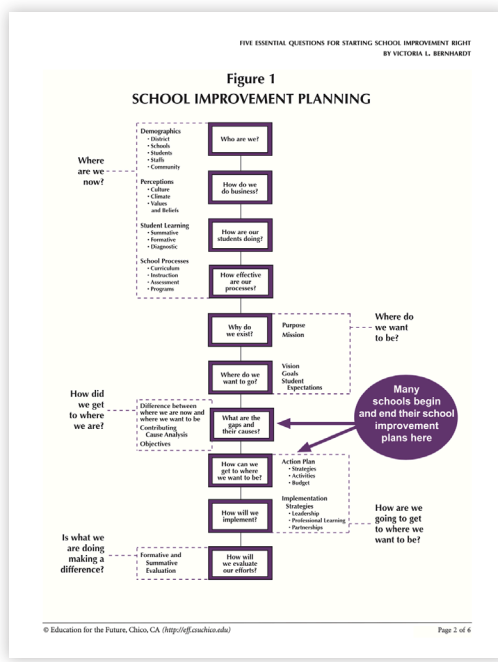 FIVE ESSENTIAL QUESTIONS FOR STARTING SCHOOL IMPROVEMENT RIGHT
BY VICTORIA L. BERNHARDT
Figure 1
SCHOOL IMPROVEMENT PLANNING
Where
are we
now?
Demographics
• District
• Schools
• Students
• Staffs
• Community
Perceptions
• Culture
• Climate
• Values
and Beliefs
Student Learning
• Summative
• Formative
• Diagnostic
School Processes
• Curriculum
• Instruction
• Assessment
• Programs
Who are we?
How do we
do business?
How are our
students doing?
How effective
are our
processes?
Why do
we exist?
Purpose
Mission
Where do
we want
to be?
Where do we
want to go?
Vision
Goals
Student
Expectations
How did
we get
to where
we are?
Difference between
where we are now and
where we want to be
Contributing
Cause Analysis
Objectives
What are the
gaps and
their causes?
Many
schools begin
and end their school
improvement
plans here
How can we
get to where
we want to be?
Action Plan
• Strategies
• Activities
• Budget
How will we
implement?
Implementation
Strategies
• Leadership
• Professional Learning
• Partnerships
How are we
going to get
to where we
want to be?
Is what we
are doing
making a
difference?
Formative and
Summative
Evaluation
How will
we evaluate
our efforts?
© Education for the Future, Chico, CA (http://eff.csuchico.edu)
Page 2 of 6